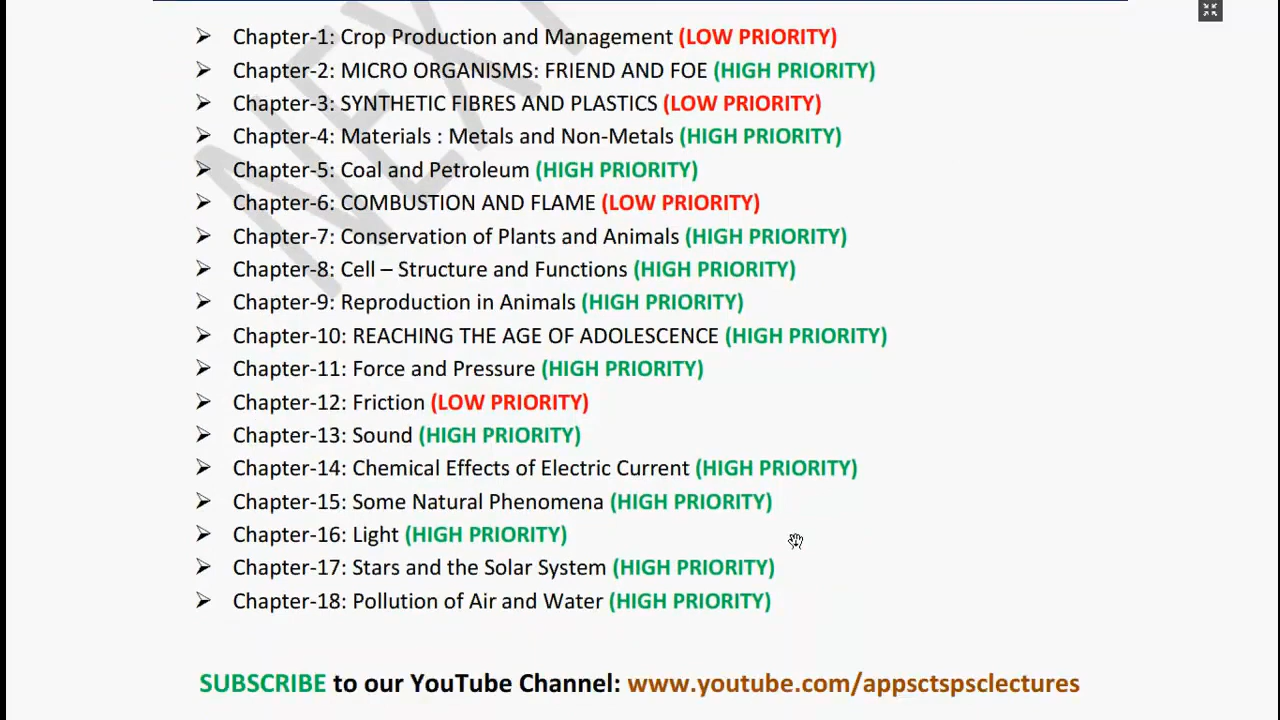 Chapter-1: Crop Production and Management (LOW PRIORITY)
Chapter-2: MICRO ORGANISMS: FRIEND AND FOE (HIGH PRIORITY)
Chapter-3: SYNTHETIC FIBRES AND PLASTICS (LOW PRIORITY)
Chapter-4: Materials : Metals and Non-Metals (HIGH PRIORITY)
Chapter-5: Coal and Petroleum (HIGH PRIORITY)
Chapter-6: COMBUSTION AND FLAME (LOW PRIORITY)
Chapter-7: Conservation of Plants and Animals (HIGH PRIORITY)
Chapter-8: Cell – Structure and Functions (HIGH PRIORITY)
Chapter-9: Reproduction in Animals (HIGH PRIORITY)
Chapter-10: REACHING THE AGE OF ADOLESCENCE (HIGH PRIORITY)
Chapter-11: Force and Pressure (HIGH PRIORITY)
Chapter-12: Friction (LOW PRIORITY)
Chapter-13: Sound (HIGH PRIORITY)
Chapter-14: Chemical Effects of Electric Current (HIGH PRIORITY)
Chapter-15: Some Natural Phenomena (HIGH PRIORITY)
Chapter-16: Light (HIGH PRIORITY)
Chapter-17: Stars and the Solar System (HIGH PRIORITY)
Chapter-18: Pollution of Air and Water (HIGH PRIORITY)
SUBSCRIBE to our YouTube Channel: www.youtube.com/appsctspsclectures